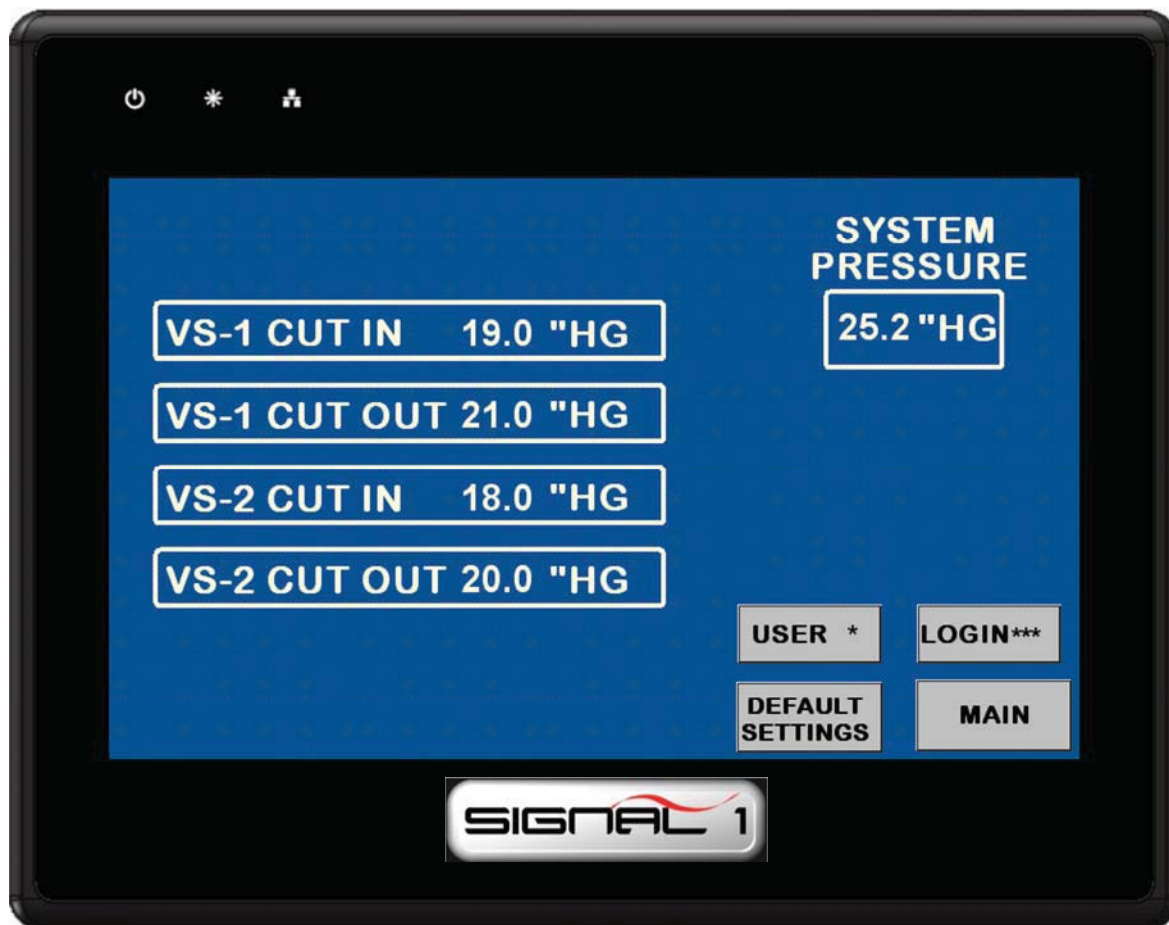 SYSTEM
PRESSURE
25.2 "HG
VS-1 CUT IN 19.0 "HG
VS-1 CUT OUT 21.0 "HG
VS-2 CUT IN 18.0 "HG
VS-2 CUT OUT 20.0 "HG
USER *
LOGIN***
DEFAULT
SETTINGS
MAIN
SIGNAL 1